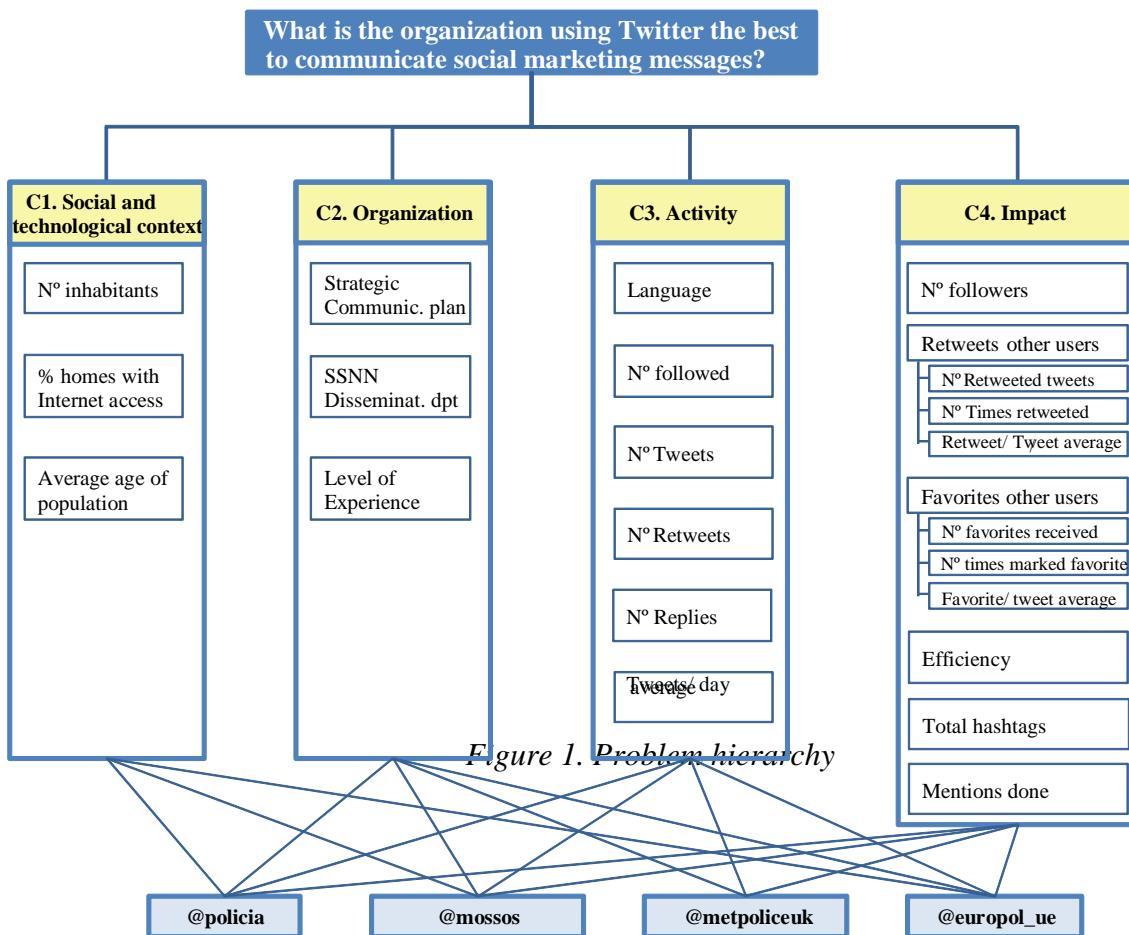 What is the organization using Twitter the best
to communicate social marketing messages?
C1. Social and
technological context
Nº inhabitants
% homes with
Internet access
Average age of
population
C2. Organization
Strategic
Communic. plan
SSNN
Disseminat. dpt
Level of
Experience
C3. Activity
Language
Nº followed
Nº Tweets
Nº Retweets
Nº Replies
Tweets/ day
average
C4. Impact
Nº followers
Retweets other users
Nº Retweeted tweets
Nº Times retweeted
Retweet/ Tweet average
Favorites other users
Nº favorites received
Nº times marked favorite
Favorite/ tweet average
Efficiency
Total hashtags
Mentions done
Figure 1. Problem hierarchy
@policia
@mossos
@metpoliceuk
@europol_ue